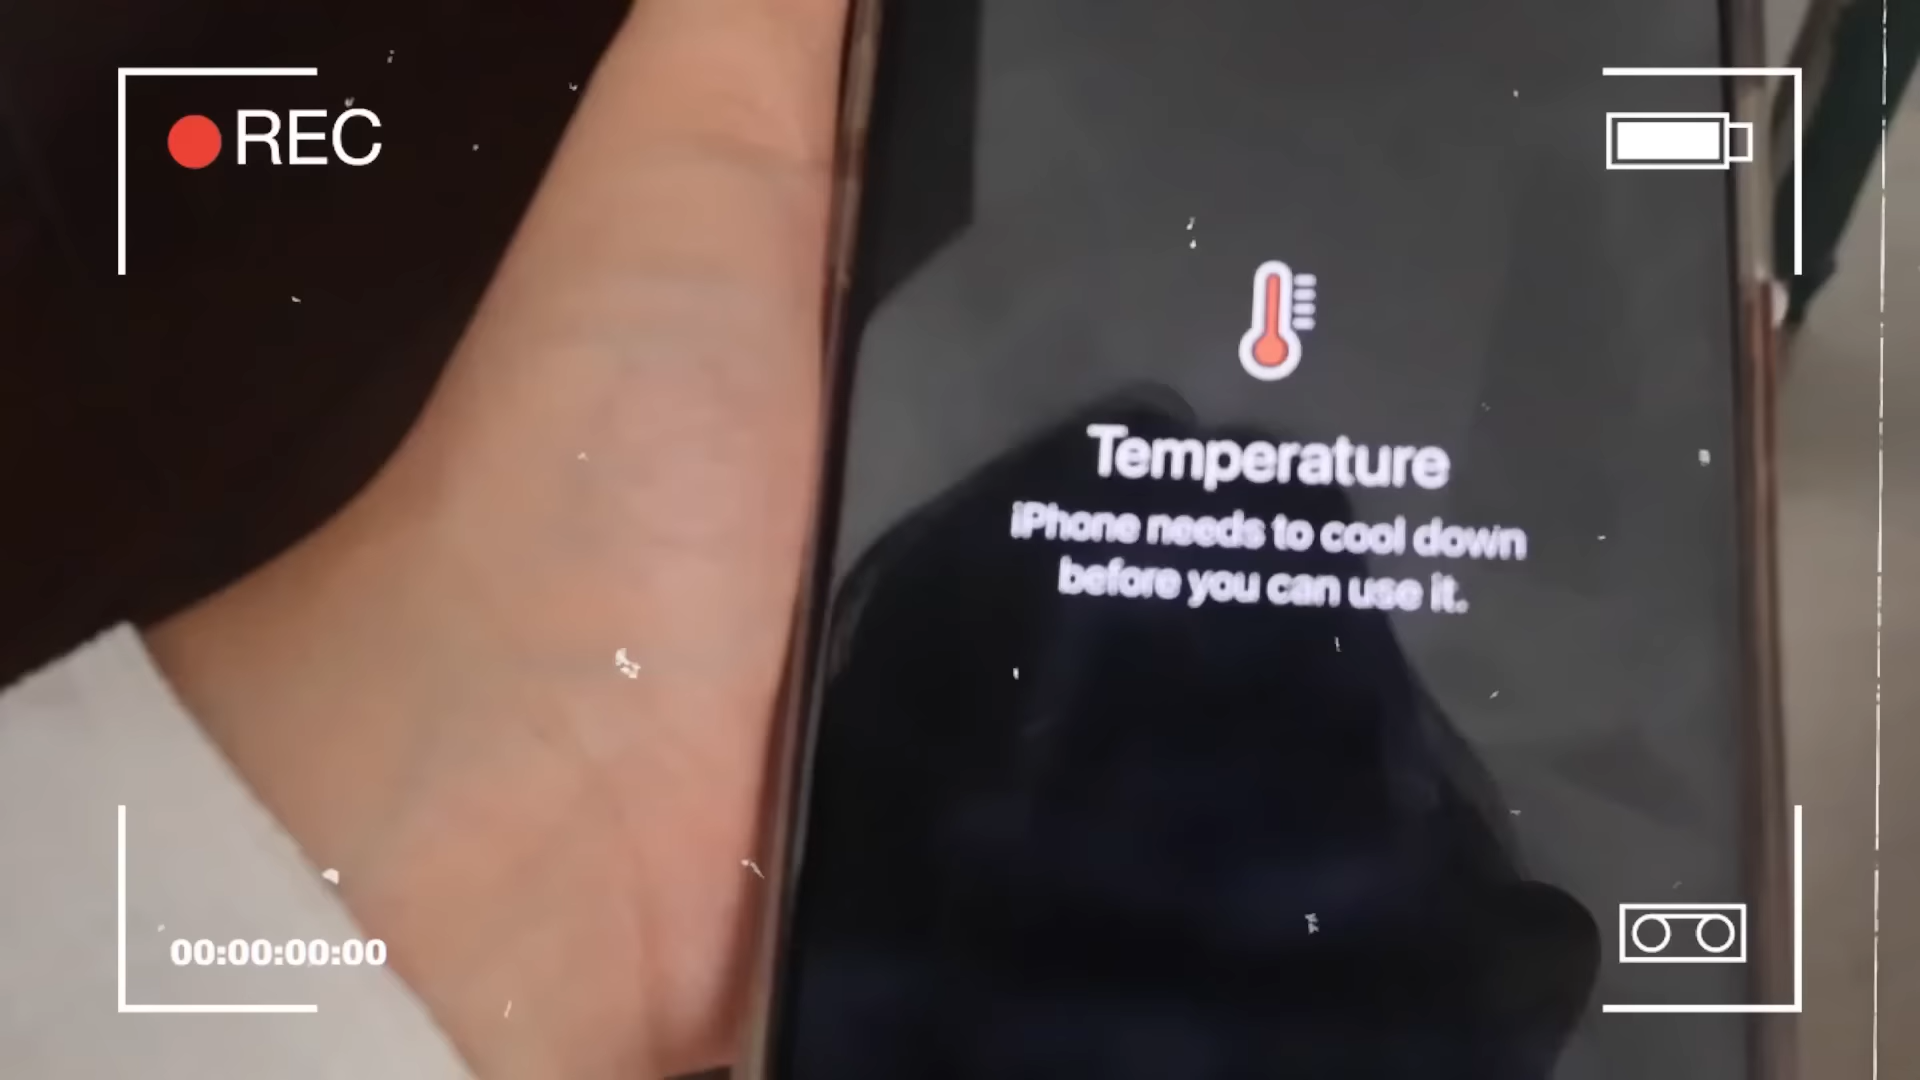 REC
Temperature
iPhone needs to cool down
before you can use it.
00:00:00:00